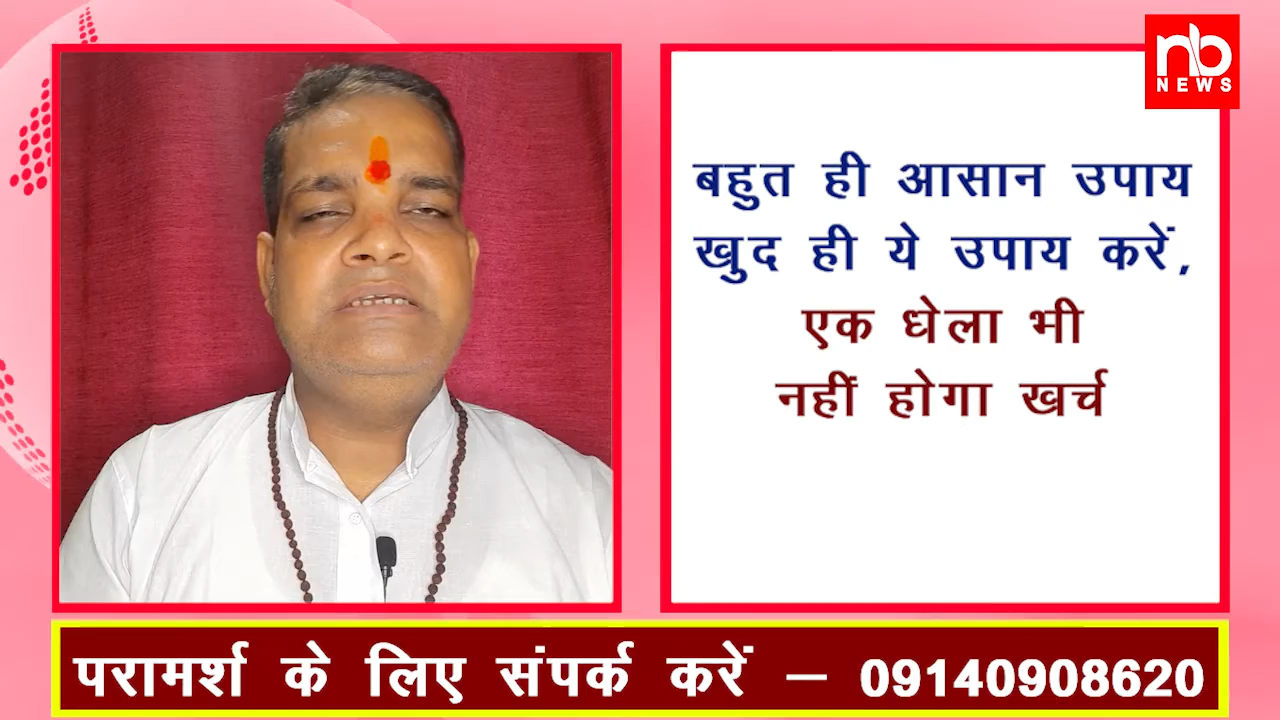 nb
NEWS
बहुत ही आसान उपाय
खुद ही ये उपाय करें,
एक धेला भी
नहीं होगा खर्च
परामर्श के लिए संपर्क करें – 09140908620